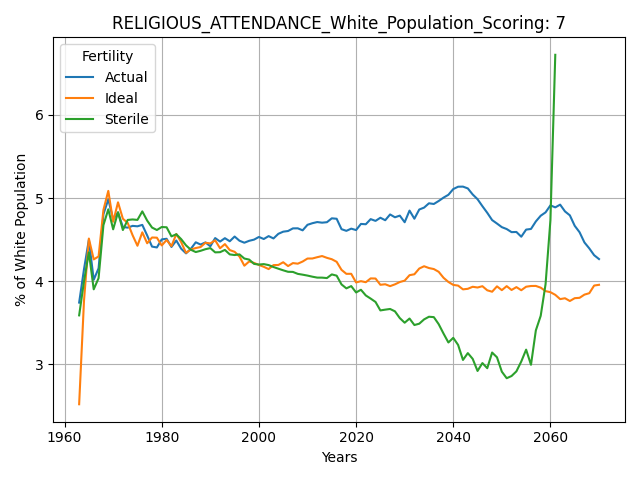 RELIGIOUS_ATTENDANCE_White_Population_Scoring: 7
Fertility
Actual
Ideal
Sterile
% of White Population
6
5
4
3
1960 1980 2000 2020 2040 2060
Years